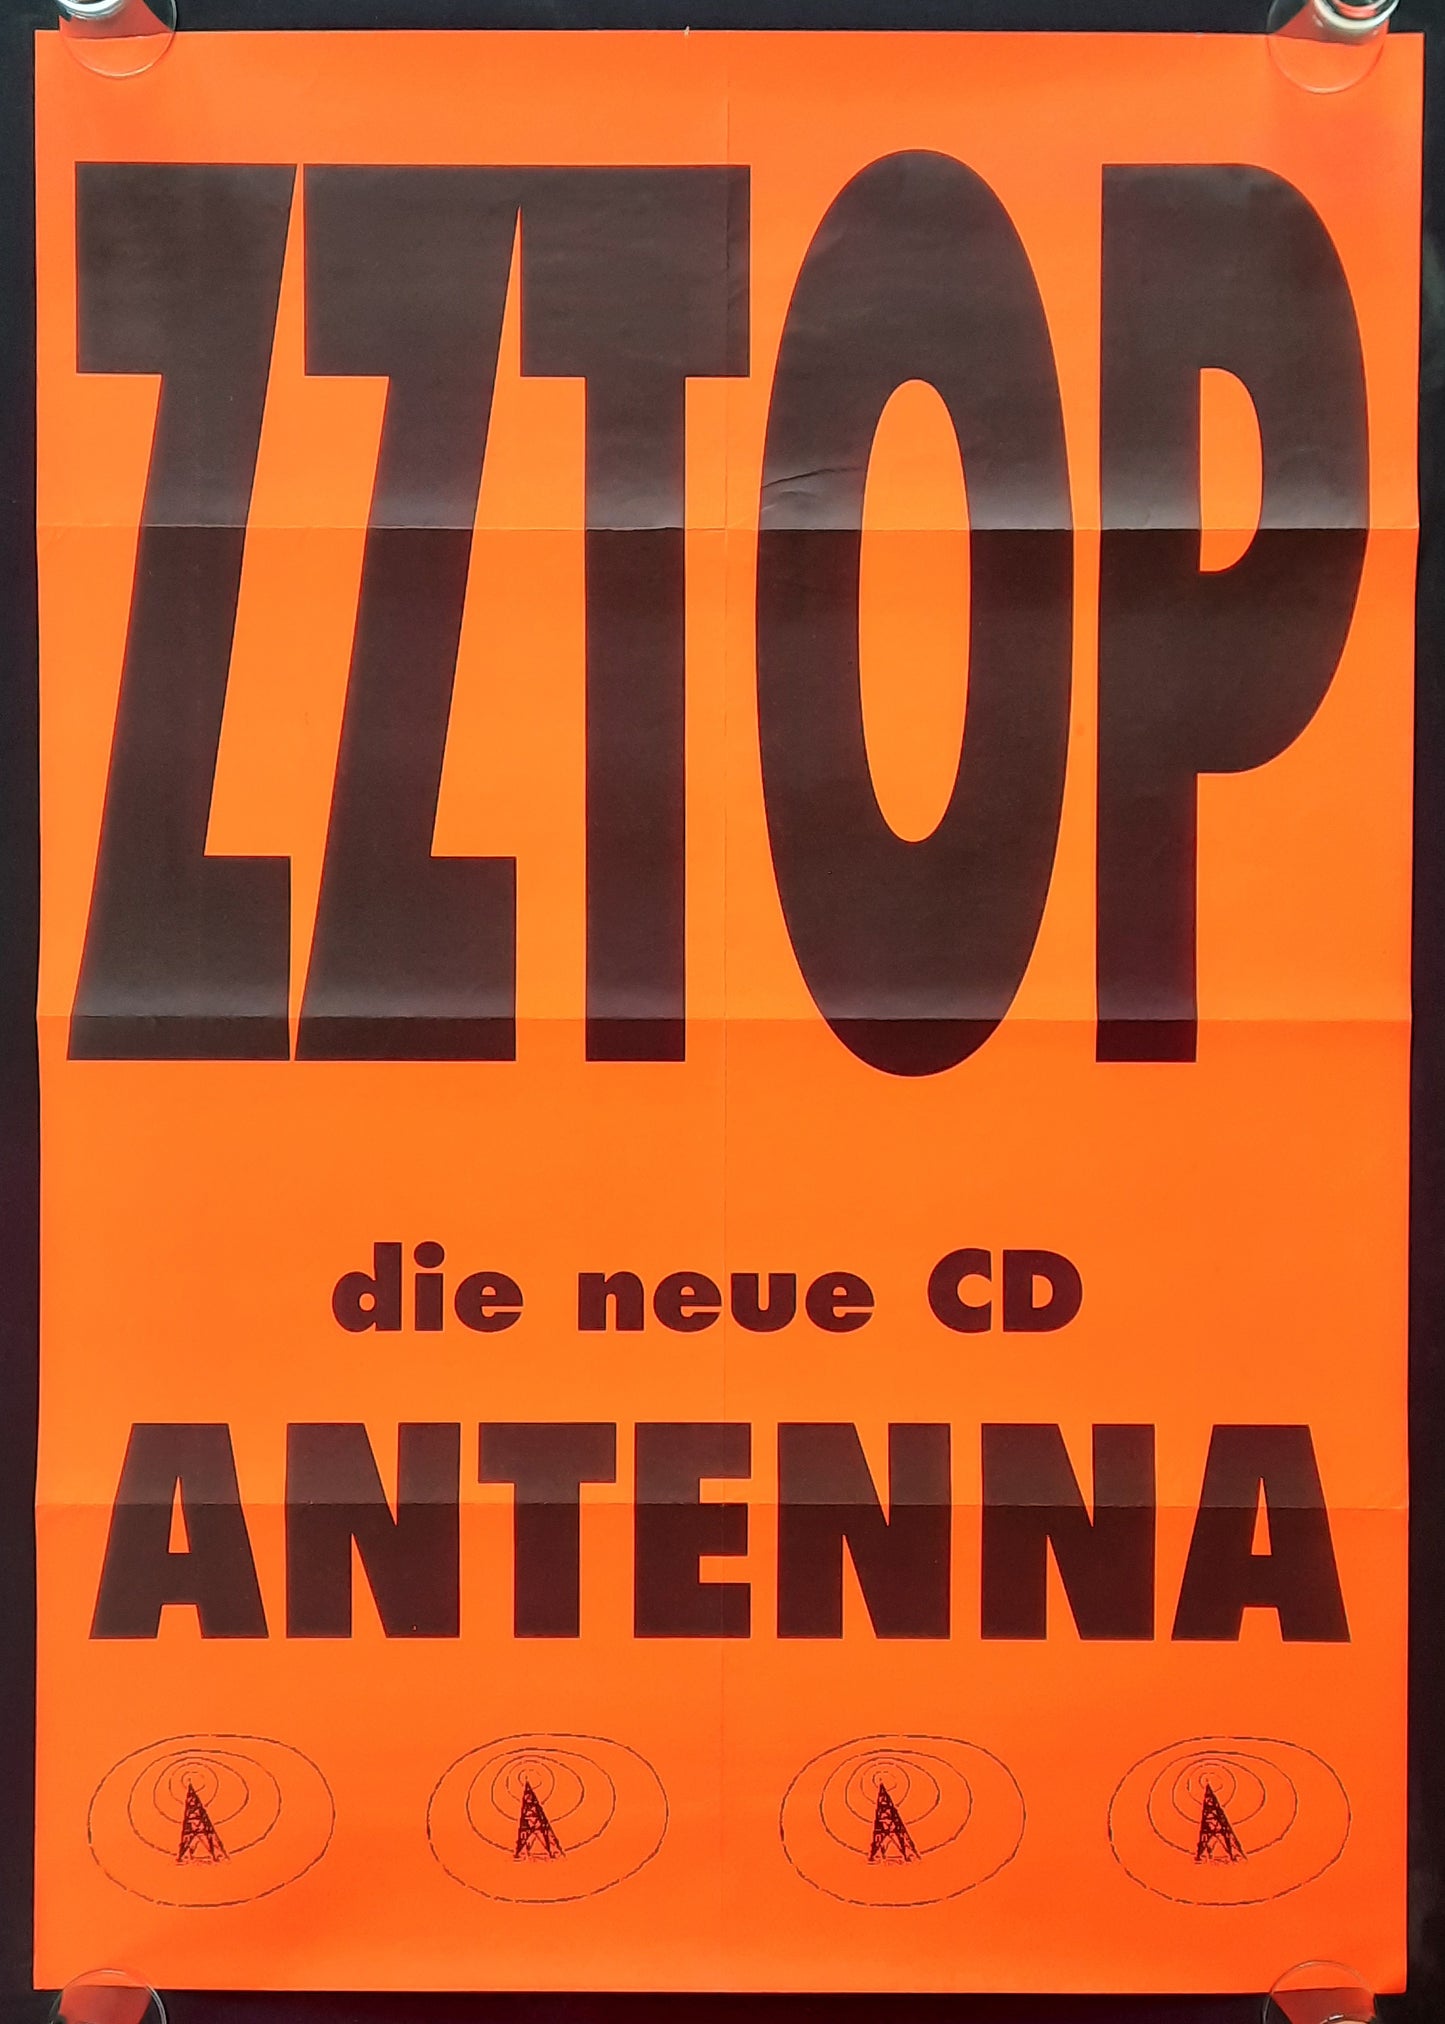 ZZTOP
die neue CD
ANTENNA